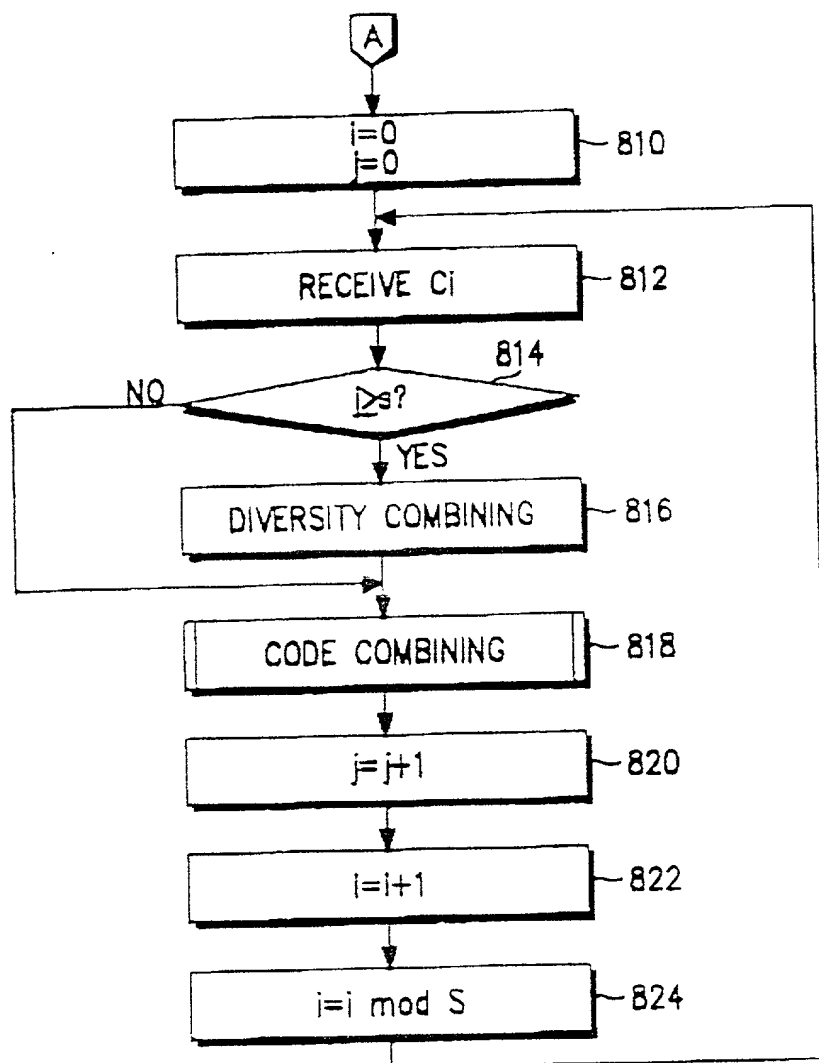 A
i=0
j=0
810
RECEIVE Ci
812
814
NO
j≥s?
YES
DIVERSITY COMBINING
816
CODE COMBINING
818
j=j+1
820
i=i+1
822
i=i mod S
824